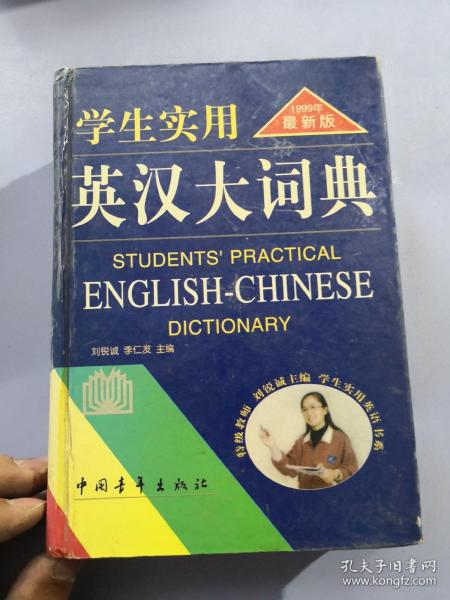 1999年
最新版
学生实用
英汉大词典
STUDENTS' PRACTICAL
ENGLISH-CHINESE
DICTIONARY
刘锐诚 李仁发 主编
特级教师 刘锐诚主编 学生实用英语书系
中国青年出版社
孔夫子旧书网
www.kongfz.com